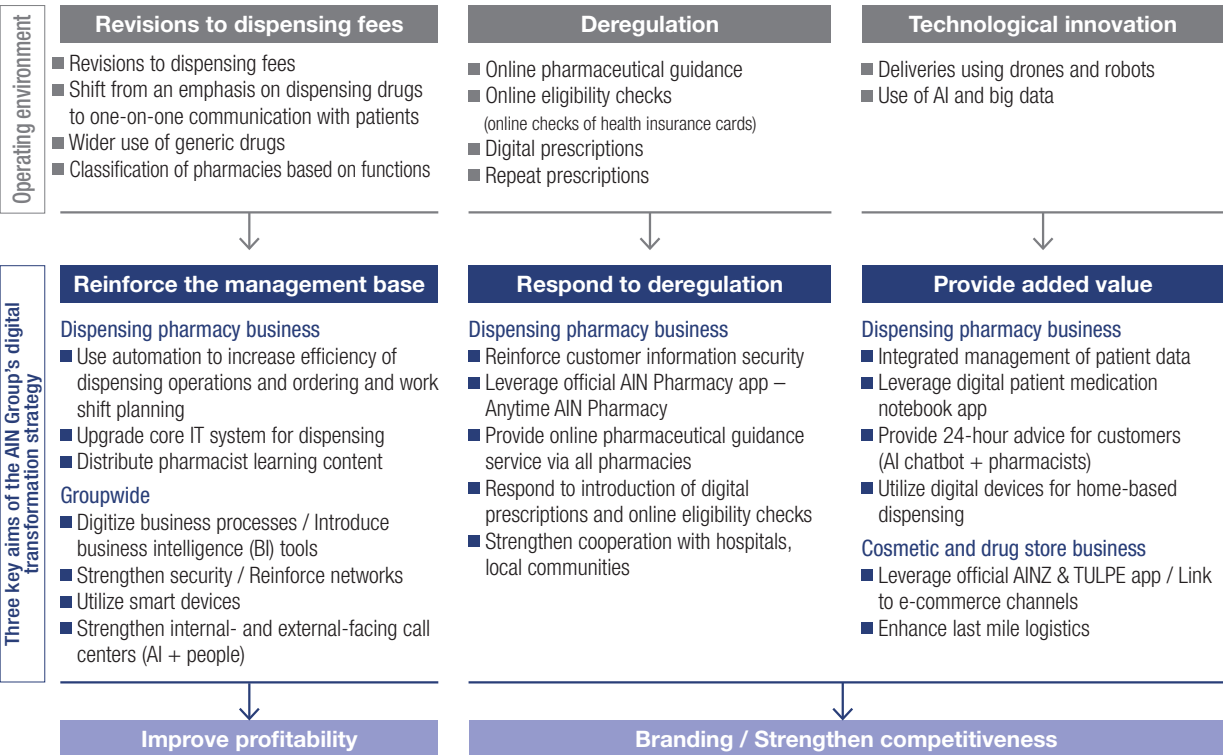 Operating environment
Revisions to dispensing fees
Revisions to dispensing fees
Shift from an emphasis on dispensing drugs
to one-on-one communication with patients
Wider use of generic drugs
Classification of pharmacies based on functions
Deregulation
Online pharmaceutical guidance
Online eligibility checks
(online checks of health insurance cards)
Digital prescriptions
Repeat prescriptions
Technological innovation
Deliveries using drones and robots
Use of AI and big data
Three key aims of the AIN Group's digital
transformation strategy
Reinforce the management base
Dispensing pharmacy business
Use automation to increase efficiency of
dispensing operations and ordering and work
shift planning
Upgrade core IT system for dispensing
Distribute pharmacist learning content
Groupwide
Digitize business processes / Introduce
business intelligence (BI) tools
Strengthen security / Reinforce networks
Utilize smart devices
Strengthen internal- and external-facing call
centers (AI + people)
Respond to deregulation
Dispensing pharmacy business
Reinforce customer information security
Leverage official AIN Pharmacy app –
Anytime AIN Pharmacy
Provide online pharmaceutical guidance
service via all pharmacies
Respond to introduction of digital
prescriptions and online eligibility checks
Strengthen cooperation with hospitals,
local communities
Provide added value
Dispensing pharmacy business
Integrated management of patient data
Leverage digital patient medication
notebook app
Provide 24-hour advice for customers
(AI chatbot + pharmacists)
Utilize digital devices for home-based
dispensing
Cosmetic and drug store business
Leverage official AINZ & TULPE app / Link
to e-commerce channels
Enhance last mile logistics
Improve profitability
Branding / Strengthen competitiveness